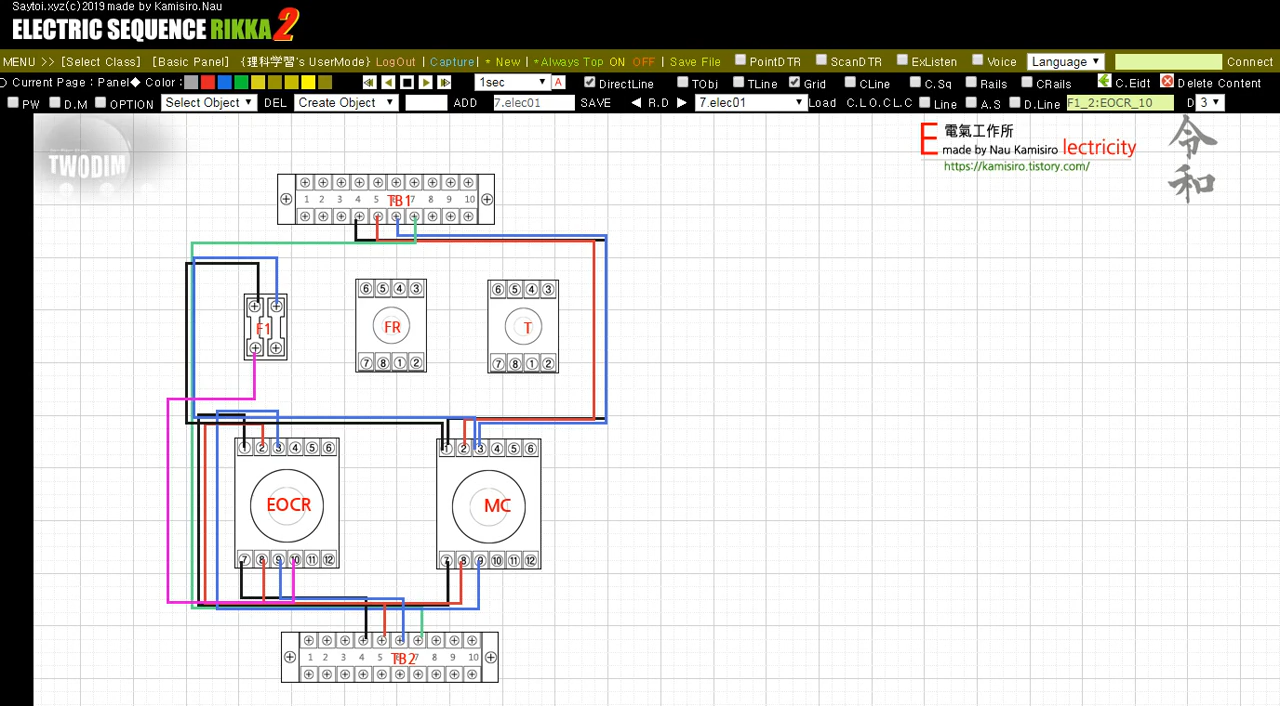 Saytoi.xyz(c)2019 made by Kamisiro.Nau
ELECTRIC SEQUENCE RIKKA 2
MENU >> [Select Class] [Basic Panel] {理科学習's UserMode} LogOut | Capture | * New | *Always Top ON OFF | Save File PointDTR ScanDTR ExListen Voice Language Connect
Current Page : Panel◆ Color : 1sec A DirectLine TObj TLine Grid CLine C.Sq Rails CRails C.Eidt Delete Content
PW D.M OPTION Select Object DEL Create Object ADD 7.elec01 SAVE ◀ R.D ▶ 7.elec01 Load C.L.O.C.L.C Line A.S D.Line F1_2:EOCR_10 D 3
TWODIM
E 電氣工作所
made by Nau Kamisiro lectricity
https://kamisiro.tistory.com/
令和
1 2 3 4 5 TB1 7 8 9 10
⑥ ⑤ ④ ③
FR
⑦ ⑧ ① ②
⑥ ⑤ ④ ③
T
⑦ ⑧ ① ②
F1
① ② ③ ④ ⑤ ⑥
EOCR
⑦ ⑧ ⑨ ⑩ ⑪ ⑫
① ② ③ ④ ⑤ ⑥
MC
⑦ ⑧ ⑨ ⑩ ⑪ ⑫
1 2 3 4 5 TB2 7 8 9 10